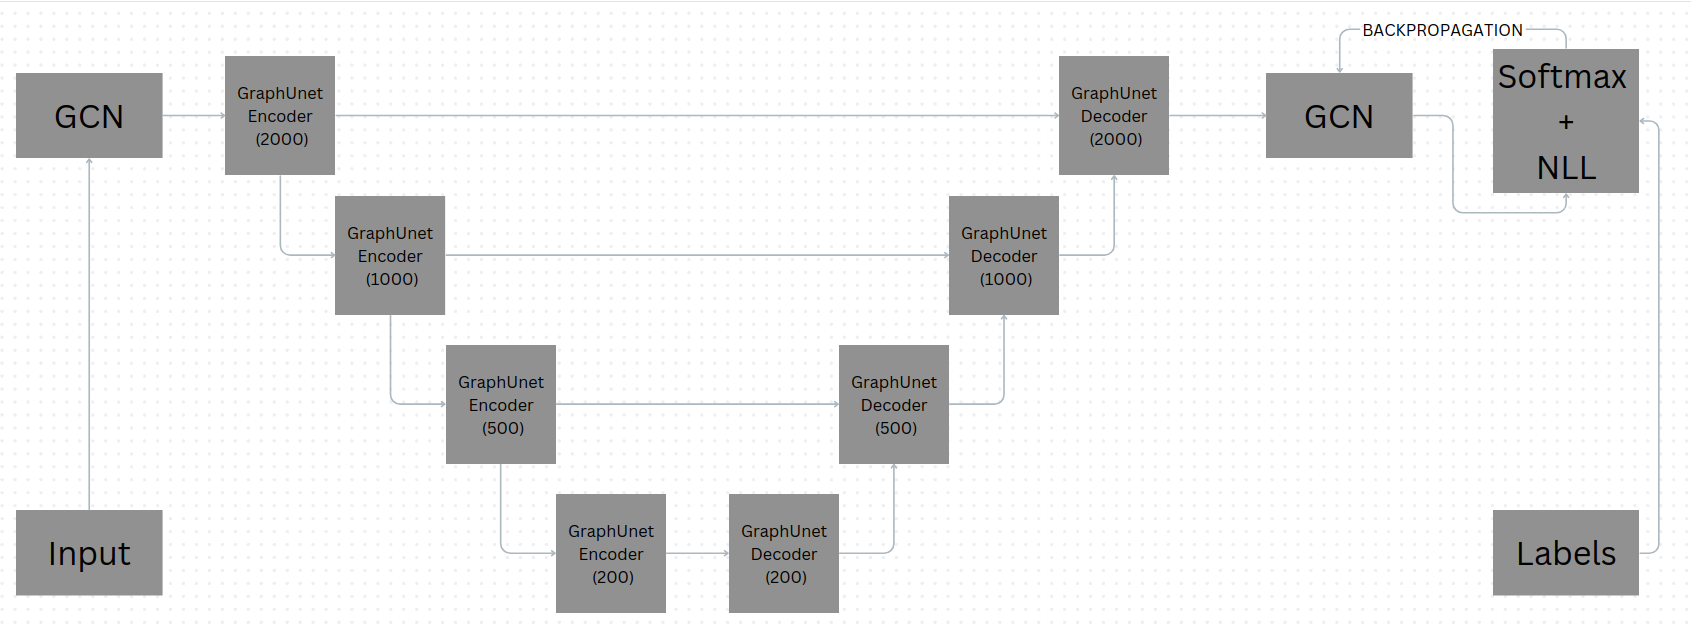 BACKPROPAGATION
GCN
GraphUnet
Encoder
(2000)
GraphUnet
Decoder
(2000)
GCN
Softmax
+
NLL
GraphUnet
Encoder
(1000)
GraphUnet
Decoder
(1000)
GraphUnet
Encoder
(500)
GraphUnet
Decoder
(500)
Input
GraphUnet
Encoder
(200)
GraphUnet
Decoder
(200)
Labels